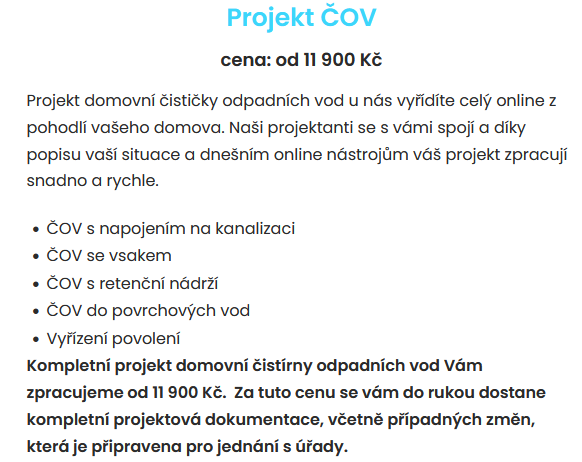 Projekt ČOV
cena: od 11 900 Kč
Projekt domovní čističky odpadních vod u nás vyřídíte celý online z
pohodlí vašeho domova. Naši projektanti se s vámi spojí a díky
popisu vaší situace a dnešním online nástrojům váš projekt zpracují
snadno a rychle.
• ČOV s napojením na kanalizaci
• ČOV se vsakem
• ČOV s retenční nádrží
• ČOV do povrchových vod
• Vyřízení povolení
Kompletní projekt domovní čistírny odpadních vod Vám
zpracujeme od 11 900 Kč.  Za tuto cenu se vám do rukou dostane
kompletní projektová dokumentace, včetně případných změn,
která je připravena pro jednání s úřady.